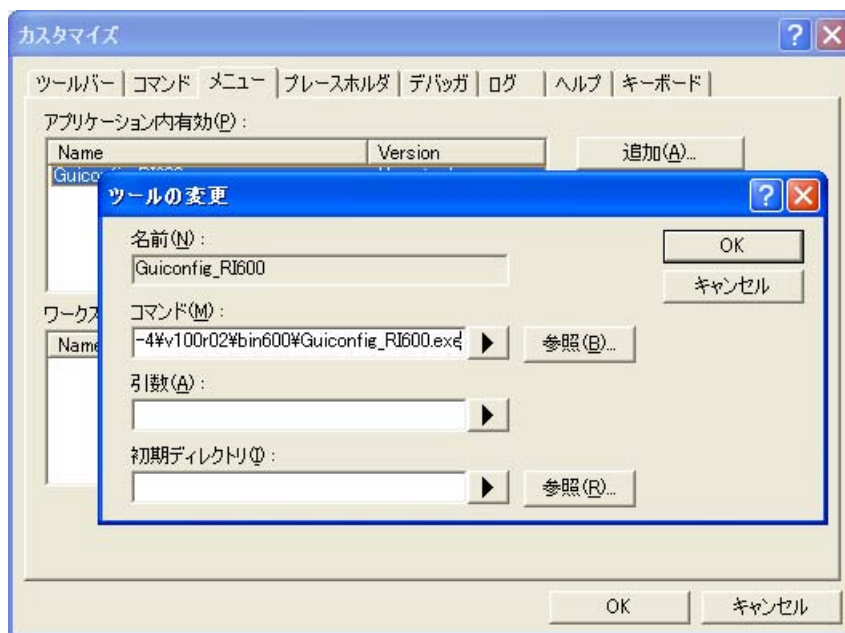 カスタマイズ
ツールバー コマンド メニュー プレースホルダ デバッガ ログ ヘルプ キーボード
アプリケーション内有効(P) :
Name Version
追加(A)...
ツールの変更
名前(N) :
Guiconfig_RI600
OK
キャンセル
コマンド(M) :
-4¥v100r02¥bin600¥Guiconfig_RI600.exe
参照(B)...
引数(A) :
初期ディレクトリ(I) :
参照(R)...
Name
OK キャンセル